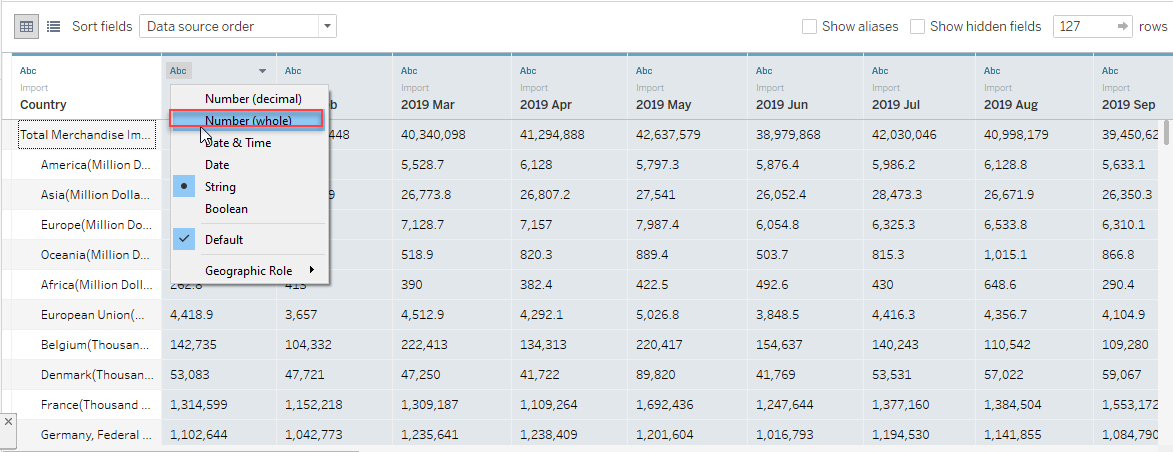 Sort fields Data source order Show aliases Show hidden fields 127 rows
Abc Abc Abc Abc Abc Abc Abc Abc Abc Abc
Import Import Import Import Import Import Import Import
Country 2019 Mar 2019 Apr 2019 May 2019 Jun 2019 Jul 2019 Aug 2019 Sep
Number (decimal)
Number (whole)
Date & Time
Date
String
Boolean
Default
Geographic Role
Total Merchandise Im... 448 40,340,098 41,294,888 42,637,579 38,979,868 42,030,046 40,998,179 39,450,62
America(Million D... 5,528.7 6,128 5,797.3 5,876.4 5,986.2 6,128.8 5,633.1
Asia(Million Dolla... 9 26,773.8 26,807.2 27,541 26,052.4 28,473.3 26,671.9 26,350.3
Europe(Million Do... 7,128.7 7,157 7,987.4 6,054.8 6,325.3 6,533.8 6,310.1
Oceania(Million D... 518.9 820.3 889.4 503.7 815.3 1,015.1 866.8
Africa(Million Dolla... 262.8 415 390 382.4 422.5 492.6 430 648.6 290.4
European Union(... 4,418.9 3,657 4,512.9 4,292.1 5,026.8 3,848.5 4,416.3 4,356.7 4,104.9
Belgium(Thousan... 142,735 104,332 222,413 134,313 220,417 154,637 140,243 110,542 109,280
Denmark(Thousan... 53,083 47,721 47,250 41,722 89,820 41,769 53,531 57,022 59,067
France(Thousand ... 1,314,599 1,152,218 1,309,187 1,109,264 1,692,436 1,247,644 1,377,160 1,384,504 1,553,172
Germany, Federal ... 1,102,644 1,042,773 1,235,641 1,238,409 1,201,604 1,016,793 1,194,530 1,141,855 1,084,790